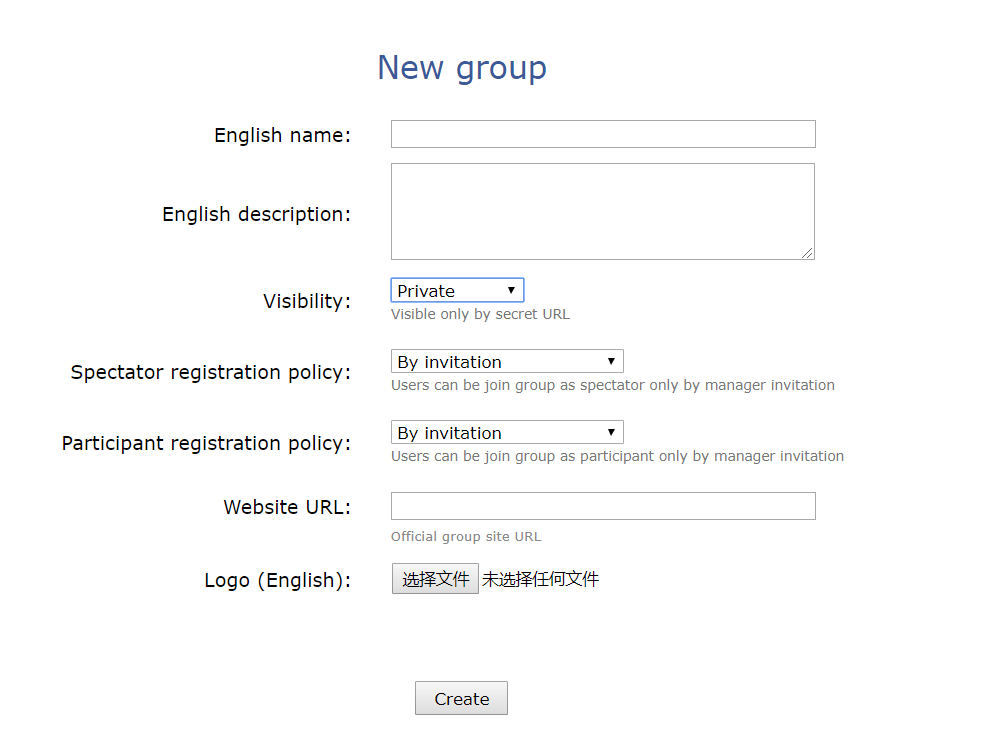 New group
English name:
English description:
Visibility: Private
Visible only by secret URL
Spectator registration policy: By invitation
Users can be join group as spectator only by manager invitation
Participant registration policy: By invitation
Users can be join group as participant only by manager invitation
Website URL:
Official group site URL
Logo (English): 选择文件 未选择任何文件
Create